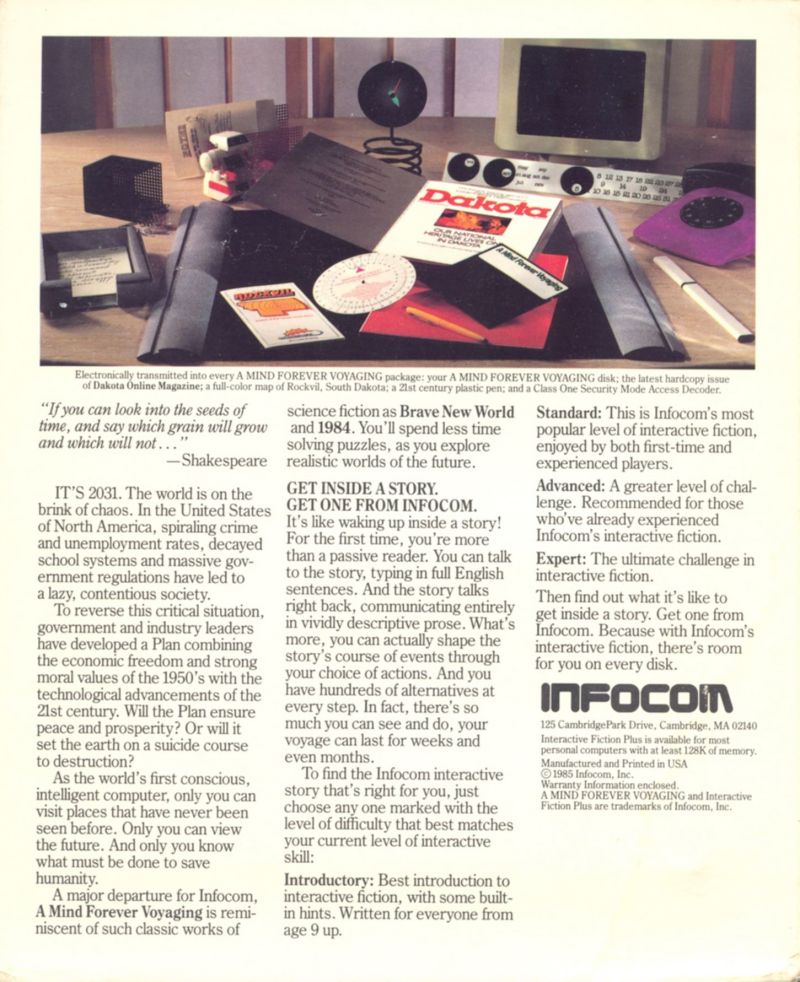 Dakota
OUR NATIONAL
HERITAGE LIVES ON
IN DAKOTA
A Mind Forever Voyaging
ROCKVIL
Electronically transmitted into every A MIND FOREVER VOYAGING package: your A MIND FOREVER VOYAGING disk; the latest hardcopy issue
of Dakota Online Magazine; a full-color map of Rockvil, South Dakota; a 21st century plastic pen; and a Class One Security Mode Access Decoder.
“If you can look into the seeds of
time, and say which grain will grow
and which will not . . .”
—Shakespeare
IT’S 2031. The world is on the
brink of chaos. In the United States
of North America, spiraling crime
and unemployment rates, decayed
school systems and massive gov-
ernment regulations have led to
a lazy, contentious society.
To reverse this critical situation,
government and industry leaders
have developed a Plan combining
the economic freedom and strong
moral values of the 1950’s with the
technological advancements of the
21st century. Will the Plan ensure
peace and prosperity? Or will it
set the earth on a suicide course
to destruction?
As the world’s first conscious,
intelligent computer, only you can
visit places that have never been
seen before. Only you can view
the future. And only you know
what must be done to save
humanity.
A major departure for Infocom,
A Mind Forever Voyaging is remi-
niscent of such classic works of
science fiction as Brave New World
and 1984. You’ll spend less time
solving puzzles, as you explore
realistic worlds of the future.
GET INSIDE A STORY.
GET ONE FROM INFOCOM.
It’s like waking up inside a story!
For the first time, you’re more
than a passive reader. You can talk
to the story, typing in full English
sentences. And the story talks
right back, communicating entirely
in vividly descriptive prose. What’s
more, you can actually shape the
story’s course of events through
your choice of actions. And you
have hundreds of alternatives at
every step. In fact, there’s so
much you can see and do, your
voyage can last for weeks and
even months.
To find the Infocom interactive
story that’s right for you, just
choose any one marked with the
level of difficulty that best matches
your current level of interactive
skill:
Introductory: Best introduction to
interactive fiction, with some built-
in hints. Written for everyone from
age 9 up.
Standard: This is Infocom’s most
popular level of interactive fiction,
enjoyed by both first-time and
experienced players.
Advanced: A greater level of chal-
lenge. Recommended for those
who’ve already experienced
Infocom’s interactive fiction.
Expert: The ultimate challenge in
interactive fiction.
Then find out what it’s like to
get inside a story. Get one from
Infocom. Because with Infocom’s
interactive fiction, there’s room
for you on every disk.
INFOCOM
125 CambridgePark Drive, Cambridge, MA 02140
Interactive Fiction Plus is available for most
personal computers with at least 128K of memory.
Manufactured and Printed in USA
© 1985 Infocom, Inc.
Warranty Information enclosed.
A MIND FOREVER VOYAGING and Interactive
Fiction Plus are trademarks of Infocom, Inc.